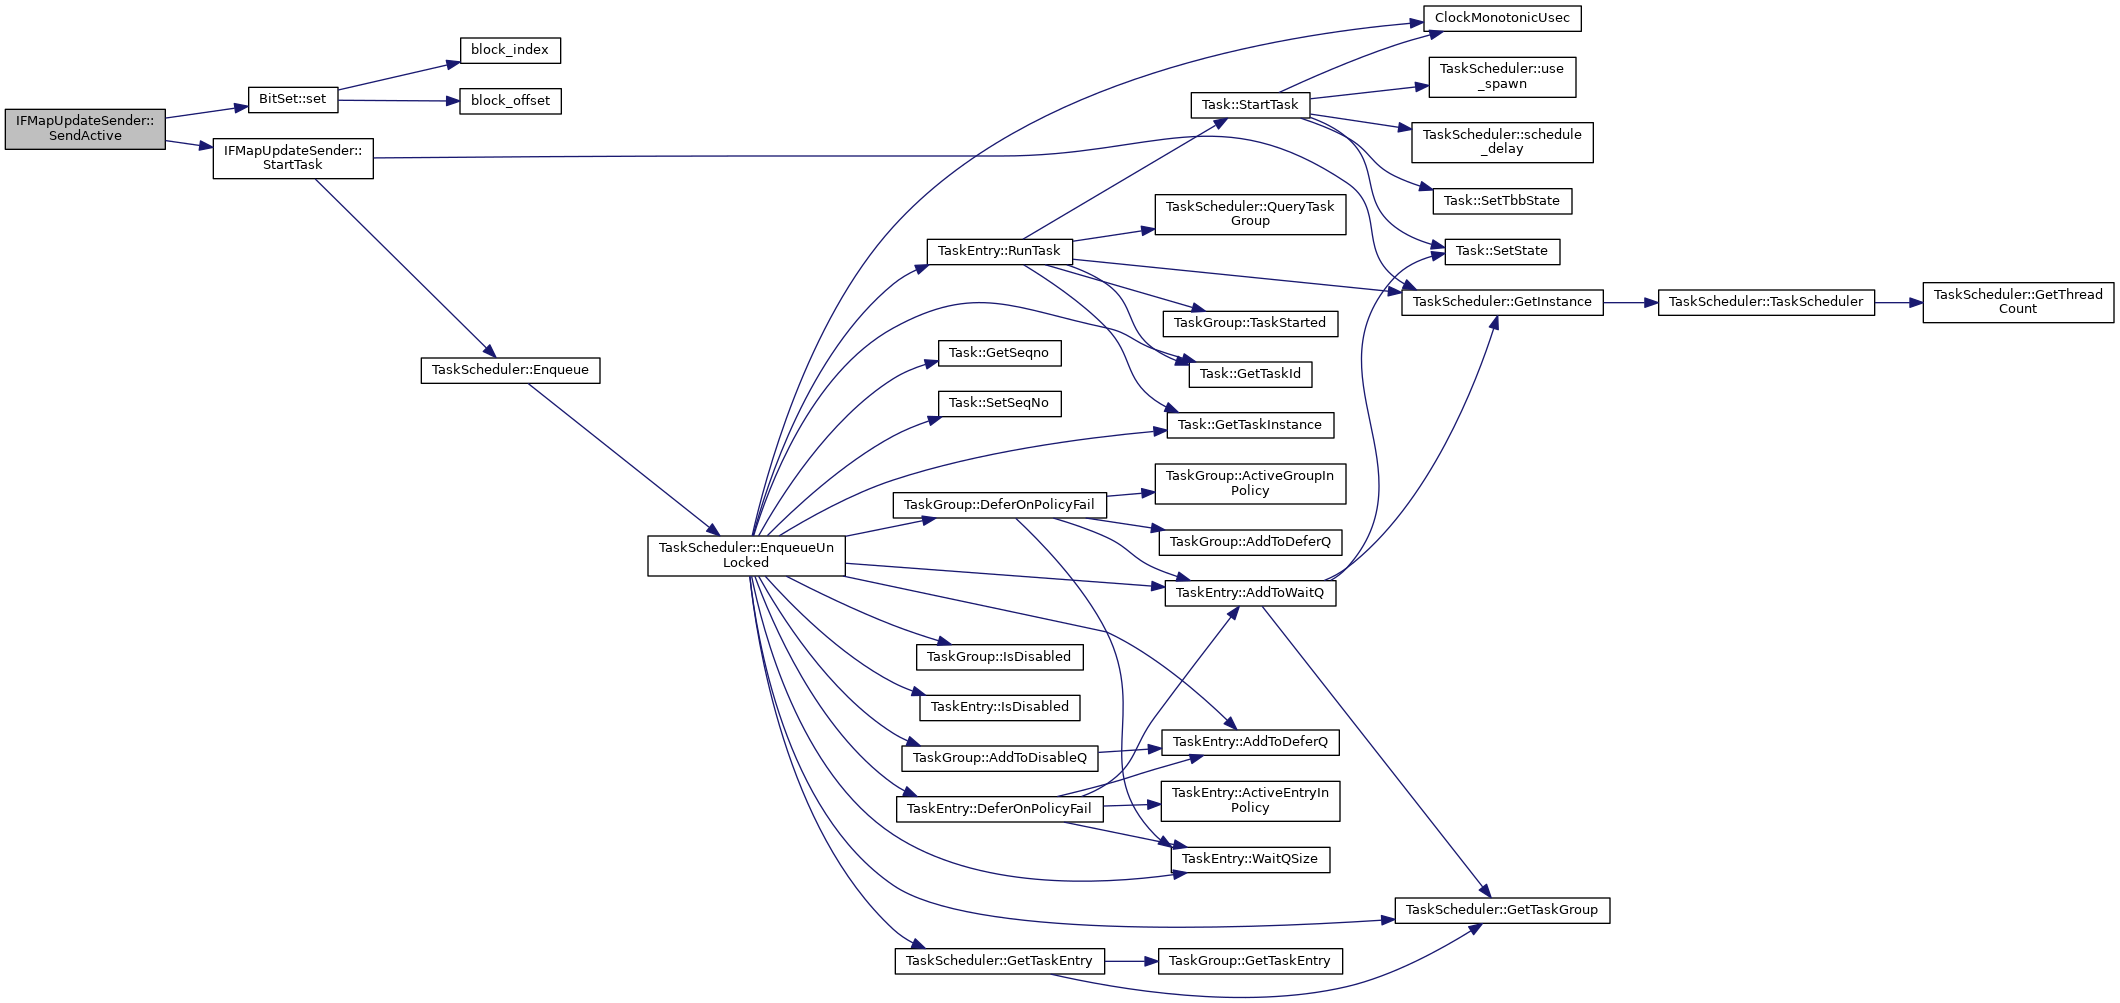 IFMapUpdateSender::
SendActive
BitSet::set
block_index
block_offset
IFMapUpdateSender::
StartTask
TaskScheduler::Enqueue
TaskScheduler::EnqueueUn
Locked
TaskEntry::RunTask
Task::GetSeqno
Task::SetSeqNo
TaskGroup::DeferOnPolicyFail
TaskGroup::IsDisabled
TaskEntry::IsDisabled
TaskGroup::AddToDisableQ
TaskEntry::DeferOnPolicyFail
TaskScheduler::GetTaskEntry
Task::StartTask
TaskScheduler::QueryTask
Group
TaskGroup::TaskStarted
Task::GetTaskId
Task::GetTaskInstance
TaskGroup::ActiveGroupIn
Policy
TaskGroup::AddToDeferQ
TaskEntry::AddToWaitQ
TaskEntry::AddToDeferQ
TaskEntry::ActiveEntryIn
Policy
TaskEntry::WaitQSize
TaskGroup::GetTaskEntry
ClockMonotonicUsec
TaskScheduler::use
_spawn
TaskScheduler::schedule
_delay
Task::SetTbbState
Task::SetState
TaskScheduler::GetInstance
TaskScheduler::GetTaskGroup
TaskScheduler::TaskScheduler
TaskScheduler::GetThread
Count